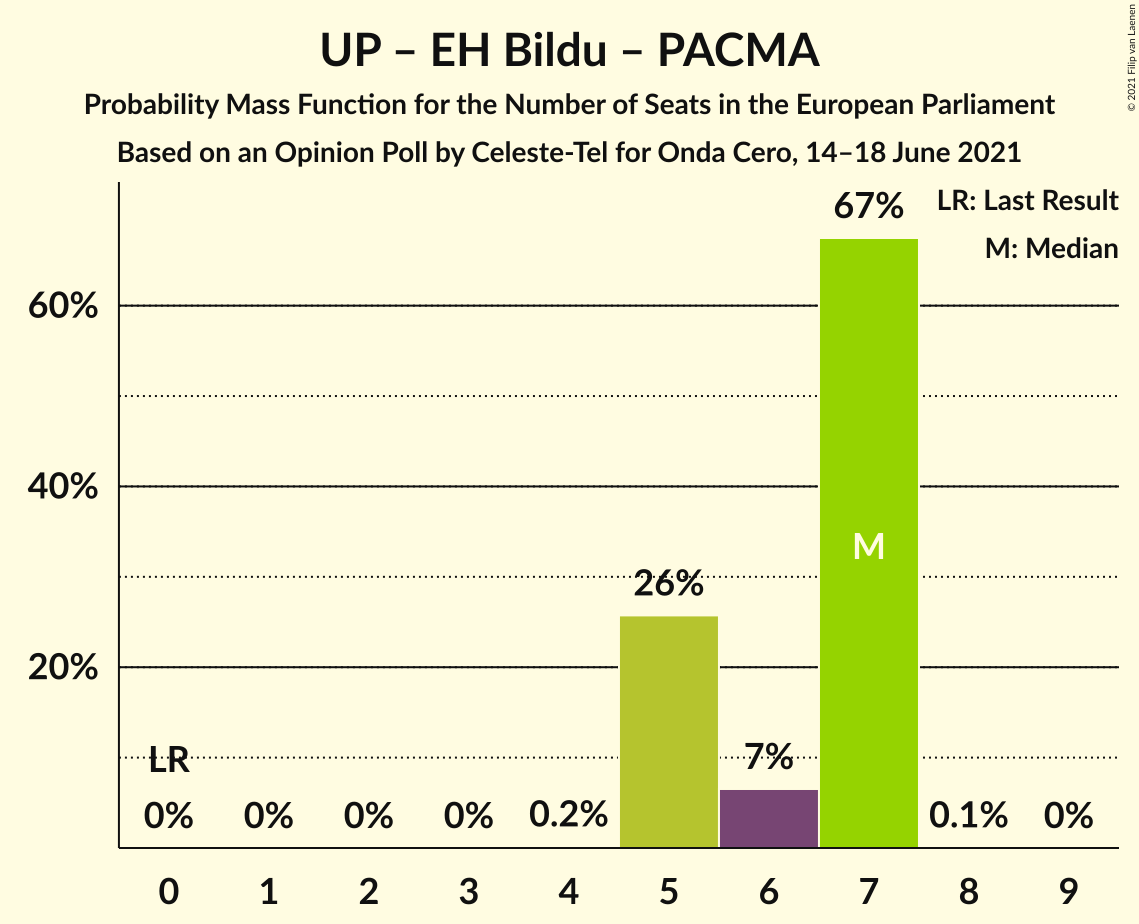 UP – EH Bildu – PACMA
Probability Mass Function for the Number of Seats in the European Parliament
Based on an Opinion Poll by Celeste-Tel for Onda Cero, 14–18 June 2021
© 2021 Filip van Laenen
LR: Last Result
M: Median
67%
60%
M
40%
26%
20%
LR
7%
0% 0% 0% 0% 0.2% 0.1% 0%
0 1 2 3 4 5 6 7 8 9